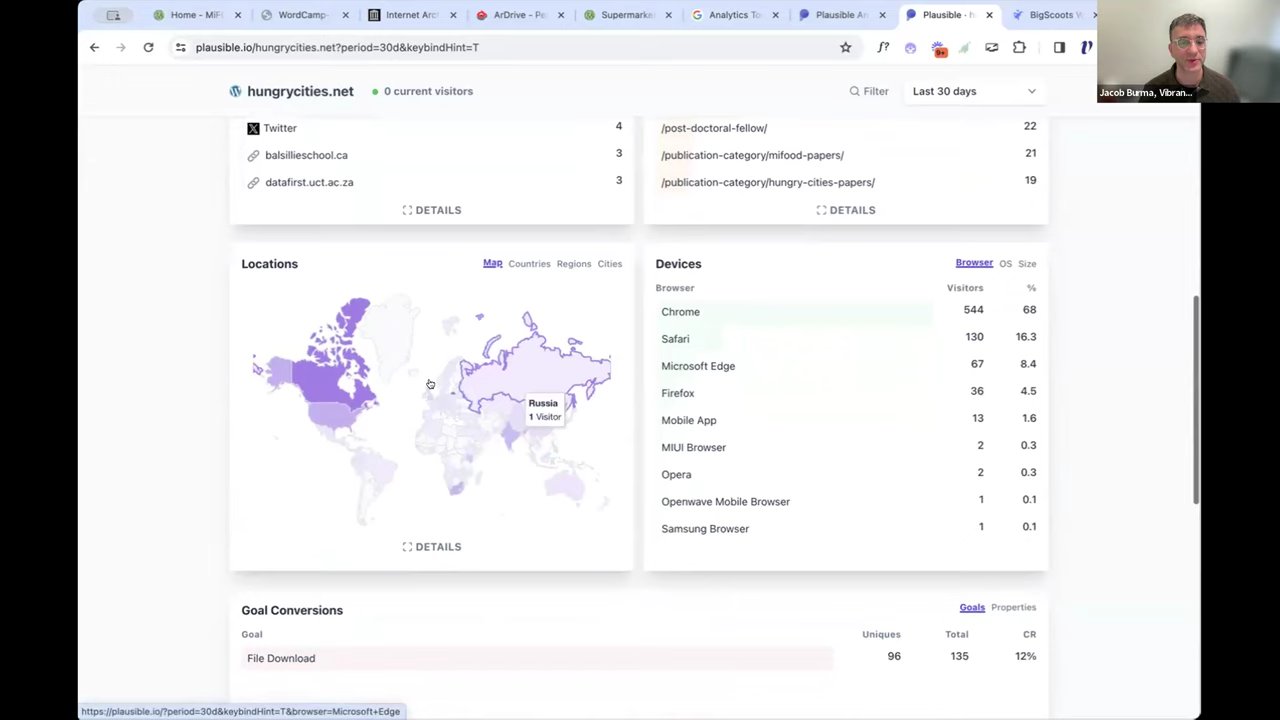 Home - MiF
WordCamp-
Internet Arc
ArDrive - Pe
Supermarke
Analytics To
Plausible An
Plausible · h
BigScoots W
plausible.io/hungrycities.net?period=30d&keybindHint=T
f?
9+
Jacob Burma, Vibran...
hungrycities.net
0 current visitors
Filter
Last 30 days
Twitter 4
balsillieschool.ca 3
datafirst.uct.ac.za 3
DETAILS
/post-doctoral-fellow/ 22
/publication-category/mifood-papers/ 21
/publication-category/hungry-cities-papers/ 19
DETAILS
Locations
Map Countries Regions Cities
Russia
1 Visitor
DETAILS
Devices
Browser OS Size
Browser Visitors %
Chrome 544 68
Safari 130 16.3
Microsoft Edge 67 8.4
Firefox 36 4.5
Mobile App 13 1.6
MIUI Browser 2 0.3
Opera 2 0.3
Openwave Mobile Browser 1 0.1
Samsung Browser 1 0.1
Goal Conversions
Goals Properties
Goal Uniques Total CR
File Download 96 135 12%
https://plausible.io/?period=30d&keybindHint=T&browser=Microsoft+Edge